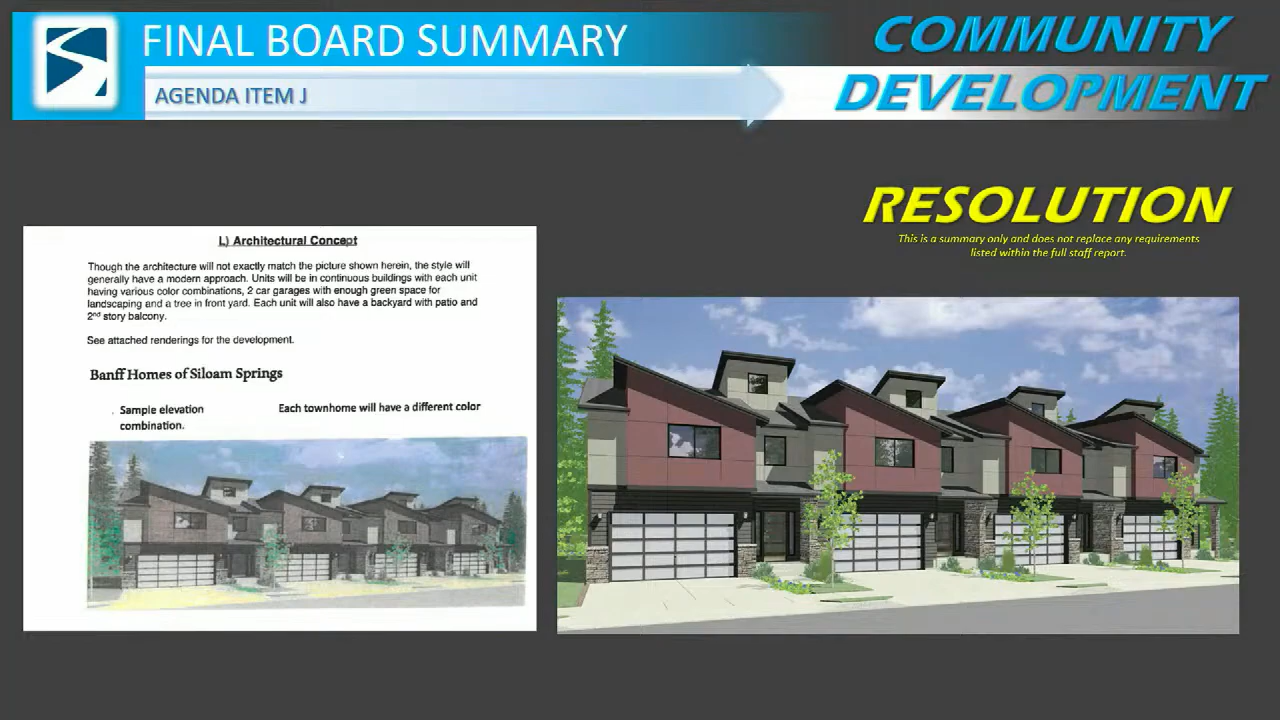 FINAL BOARD SUMMARY
AGENDA ITEM J
COMMUNITY
DEVELOPMENT
RESOLUTION
This is a summary only and does not replace any requirements
listed within the full staff report.
L) Architectural Concept
Though the architecture will not exactly match the picture shown herein, the style will
generally have a modern approach. Units will be in continuous buildings with each unit
having various color combinations, 2 car garages with enough green space for
landscaping and a tree in front yard. Each unit will also have a backyard with patio and
2nd story balcony.
See attached renderings for the development.
Banff Homes of Siloam Springs
Sample elevation Each townhome will have a different color
combination.